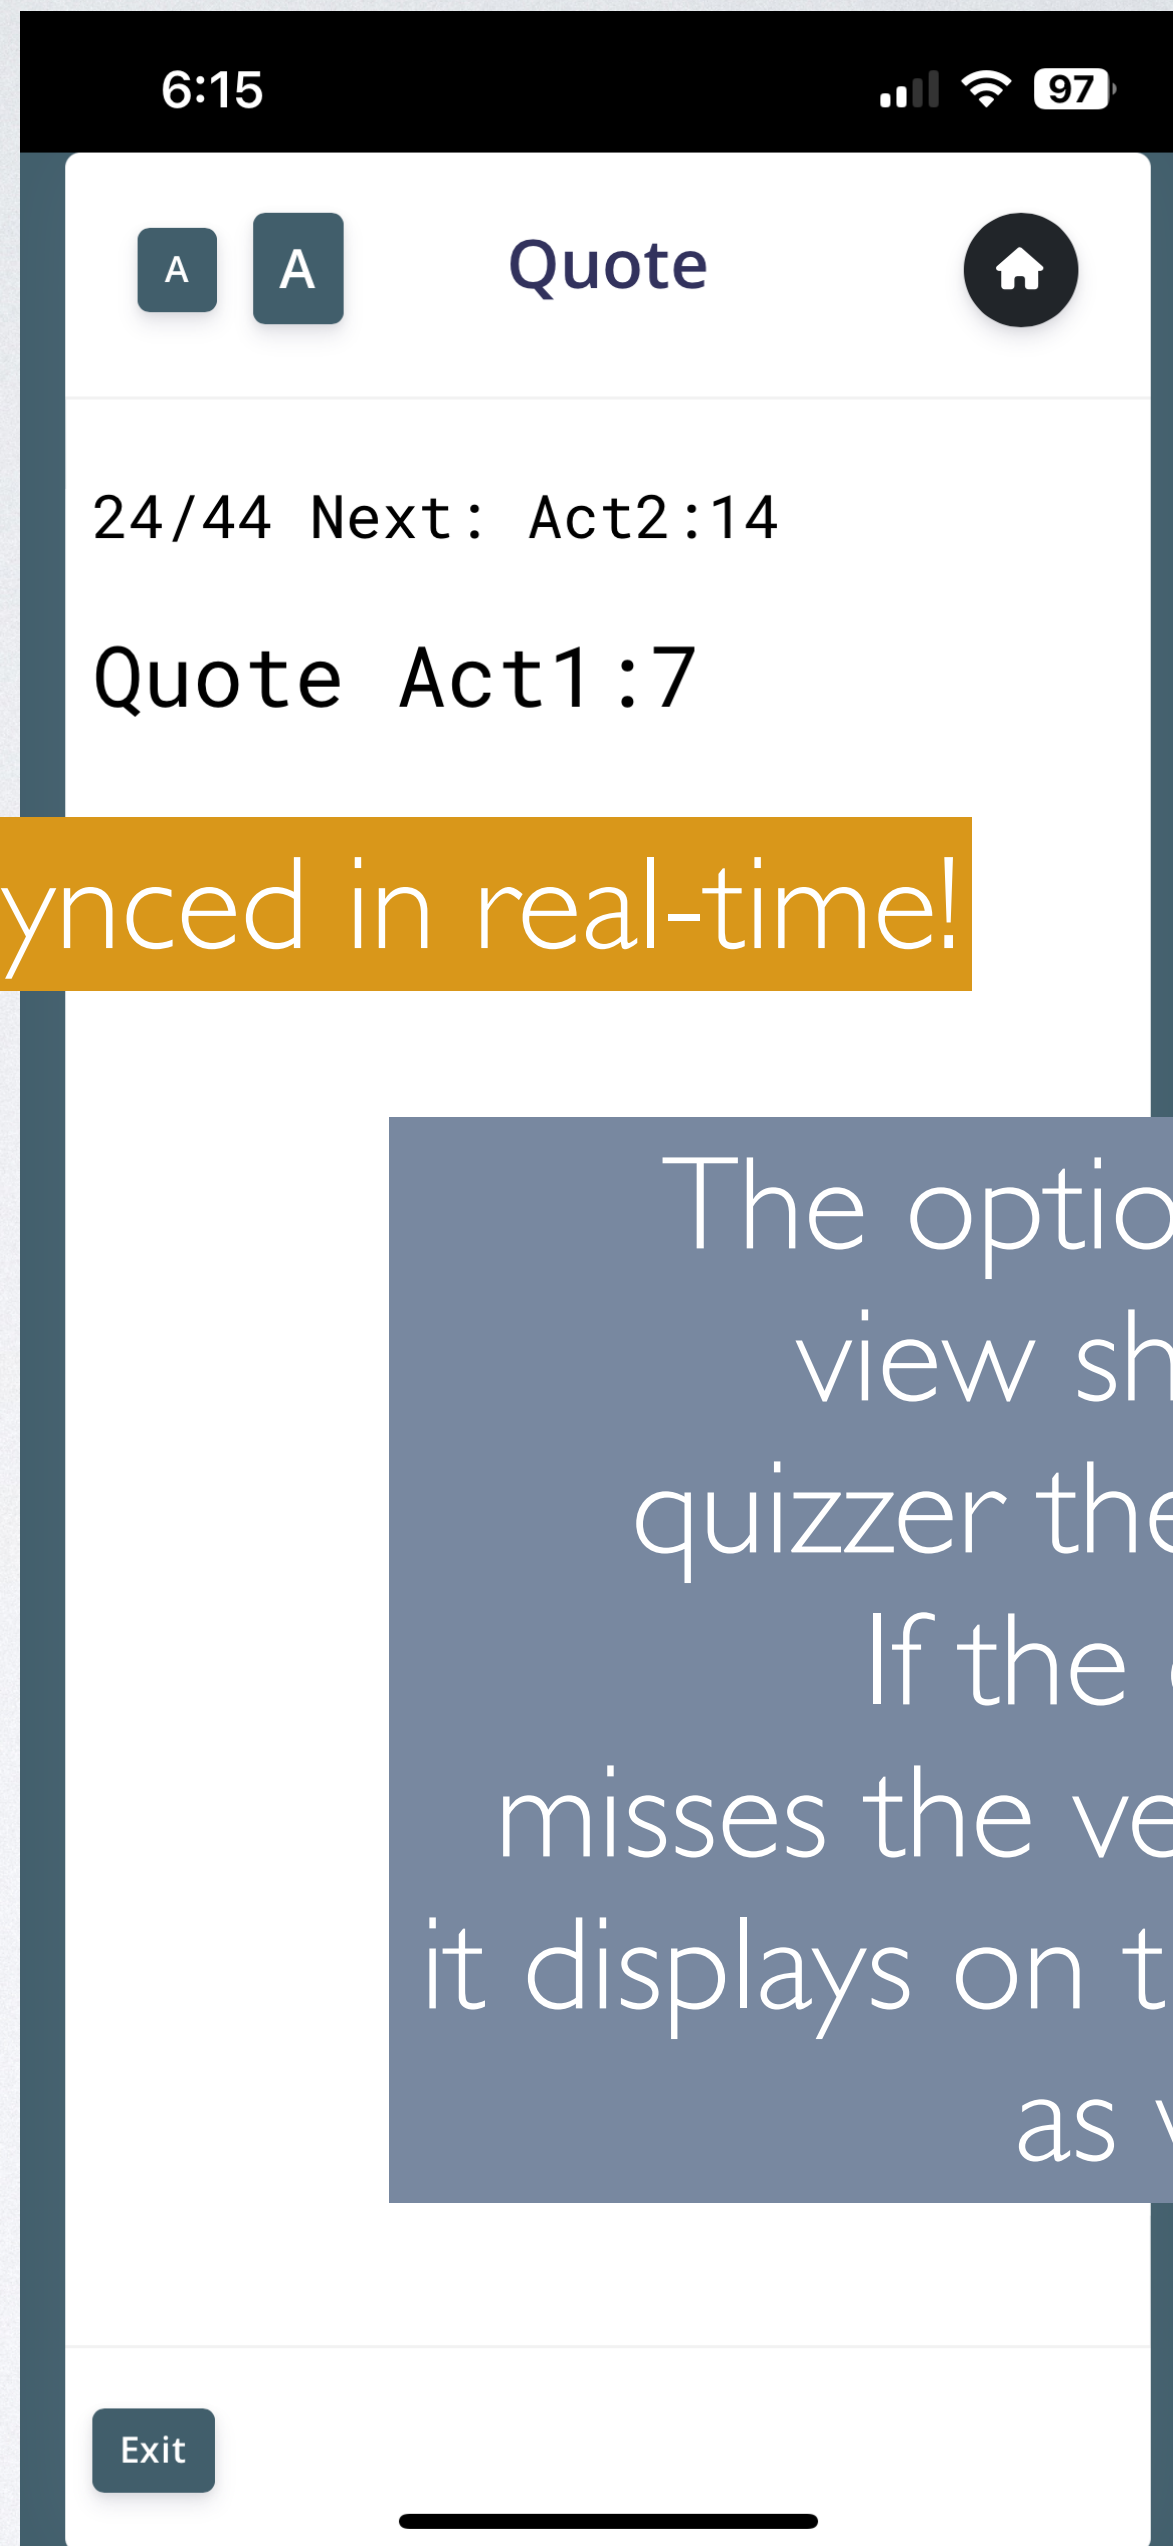 6:15 97
A A Quote
24/44 Next: Act2:14
Quote Act1:7
ynced in real-time!
The optio
view sh
quizzer the
If the
misses the ve
it displays on t
as
Exit